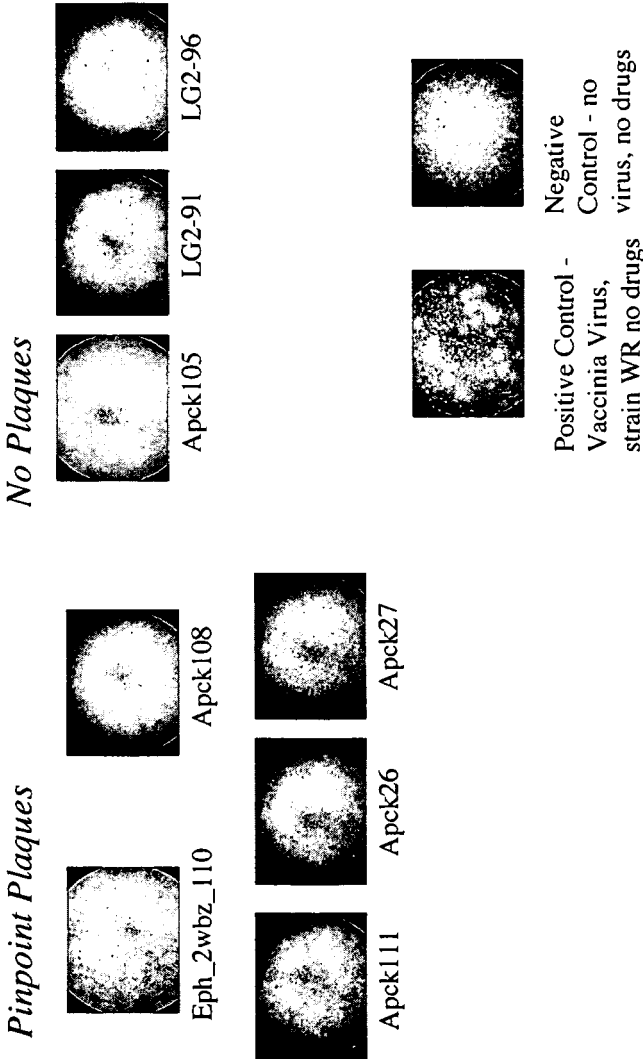 Pinpoint Plaques
Eph_2wbz_110
Apck108
Apck111
Apck26
Apck27
No Plaques
Apck105
LG2-91
LG2-96
Positive Control -
Vaccinia Virus,
strain WR no drugs
Negative
Control - no
virus, no drugs